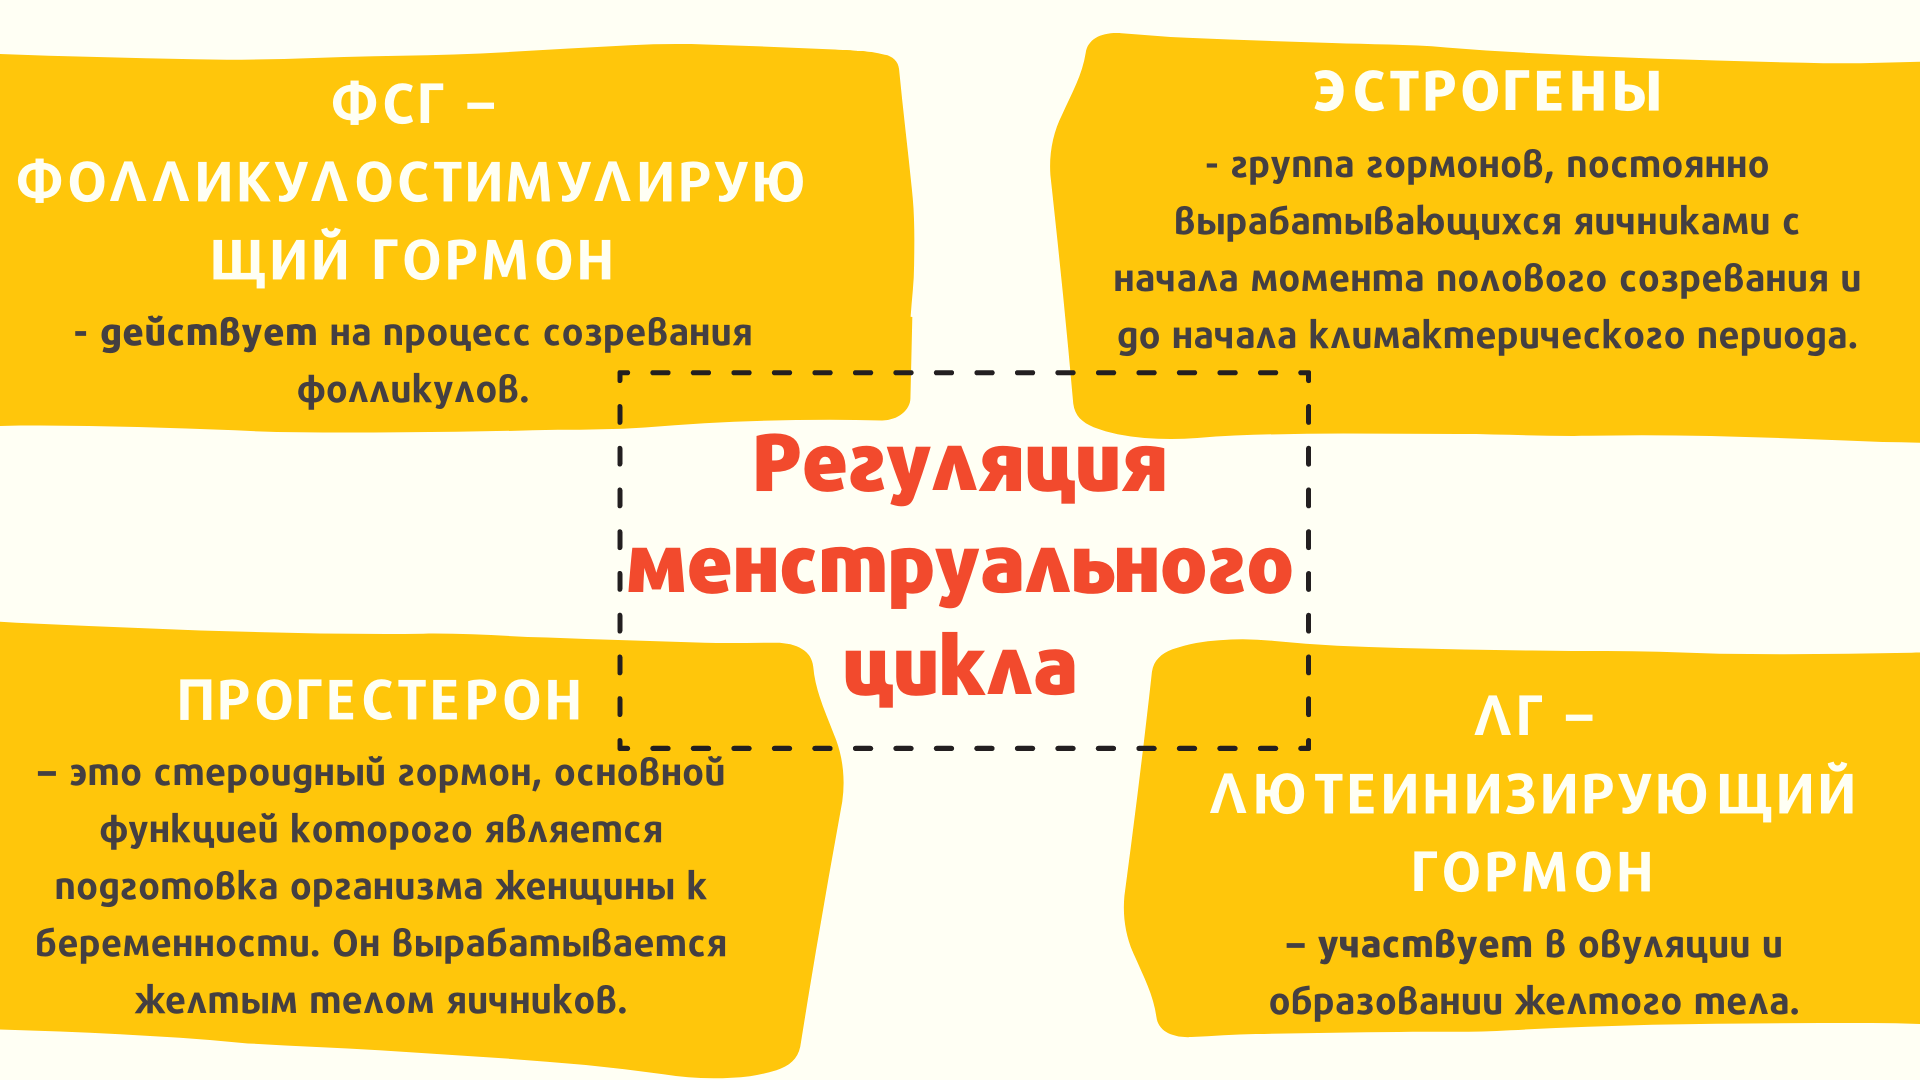 ФСГ –
ФОЛЛИКУЛОСТИМУЛИРУЮ
ЩИЙ ГОРМОН
- действует на процесс созревания
фолликулов.
ЭСТРОГЕНЫ
- группа гормонов, постоянно
вырабатывающихся яичниками с
начала момента полового созревания и
до начала климактерического периода.
Регуляция
менструального
цикла
ПРОГЕСТЕРОН
– это стероидный гормон, основной
функцией которого является
подготовка организма женщины к
беременности. Он вырабатывается
желтым телом яичников.
ЛГ –
ЛЮТЕИНИЗИРУЮЩИЙ
ГОРМОН
– участвует в овуляции и
образовании желтого тела.